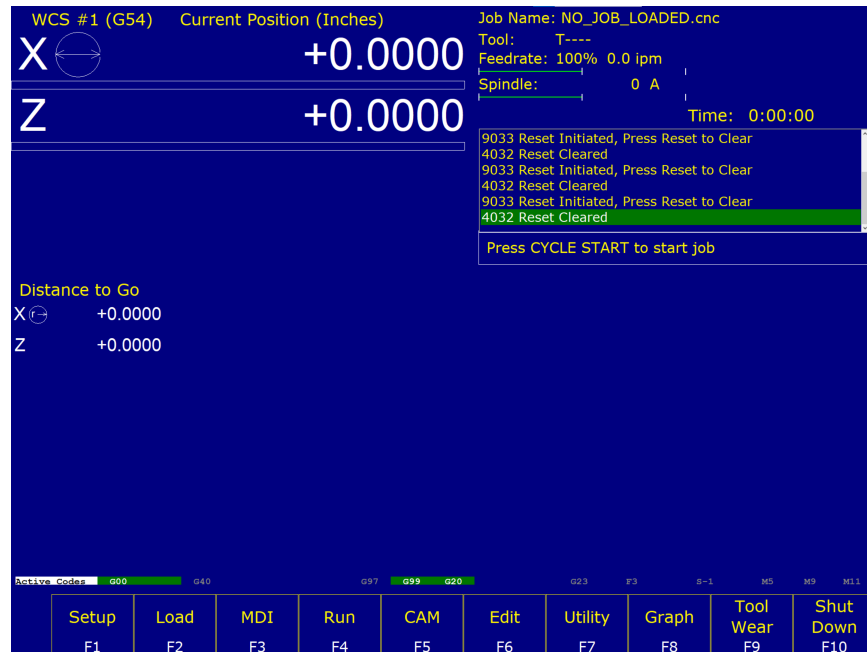 WCS #1 (G54) Current Position (Inches)
X +0.0000
Z +0.0000
Job Name: NO_JOB_LOADED.cnc
Tool: T----
Feedrate: 100% 0.0 ipm
Spindle: 0 A
Time: 0:00:00
9033 Reset Initiated, Press Reset to Clear
4032 Reset Cleared
9033 Reset Initiated, Press Reset to Clear
4032 Reset Cleared
9033 Reset Initiated, Press Reset to Clear
4032 Reset Cleared
Press CYCLE START to start job
Distance to Go
X r +0.0000
Z +0.0000
Active Codes G00 G40 G97 G99 G20 G23 F3 S-1 M5 M9 M11
Setup Load MDI Run CAM Edit Utility Graph Tool Wear Shut Down
F1 F2 F3 F4 F5 F6 F7 F8 F9 F10